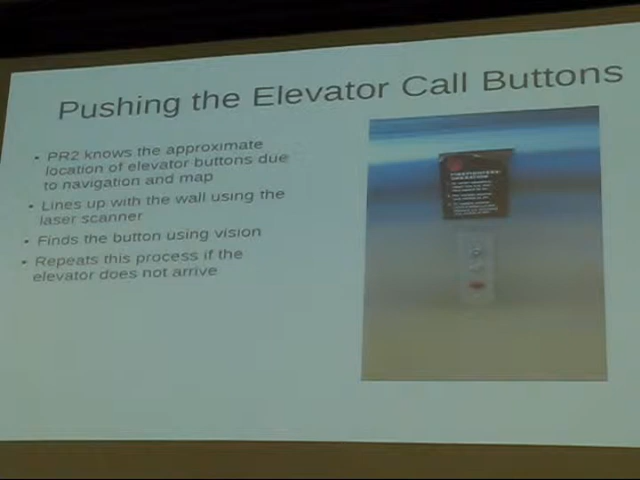 Pushing the Elevator Call Buttons
• PR2 knows the approximate
location of elevator buttons due
to navigation and map
• Lines up with the wall using the
laser scanner
• Finds the button using vision
• Repeats this process if the
elevator does not arrive